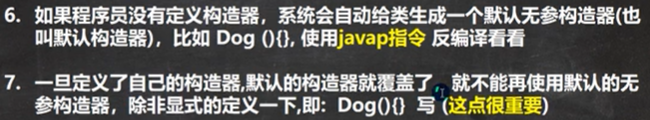 6. 如果程序员没有定义构造器，系统会自动给类生成一个默认无参构造器(也
叫默认构造器)，比如 Dog (){}, 使用javap指令 反编译看看
7. 一旦定义了自己的构造器,默认的构造器就覆盖了，就不能再使用默认的无
参构造器，除非显式的定义一下,即: Dog(){} 写 (这点很重要)